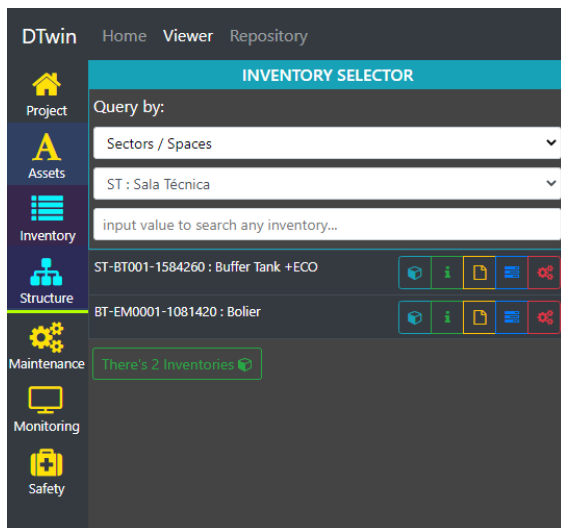 DTwin Home Viewer Repository
INVENTORY SELECTOR
Project
Query by:
Sectors / Spaces
Assets
ST : Sala Técnica
Inventory
input value to search any inventory...
ST-BT001-1584260 : Buffer Tank +ECO
Structure
BT-EM0001-1081420 : Bolier
Maintenance
There's 2 Inventories
Monitoring
Safety